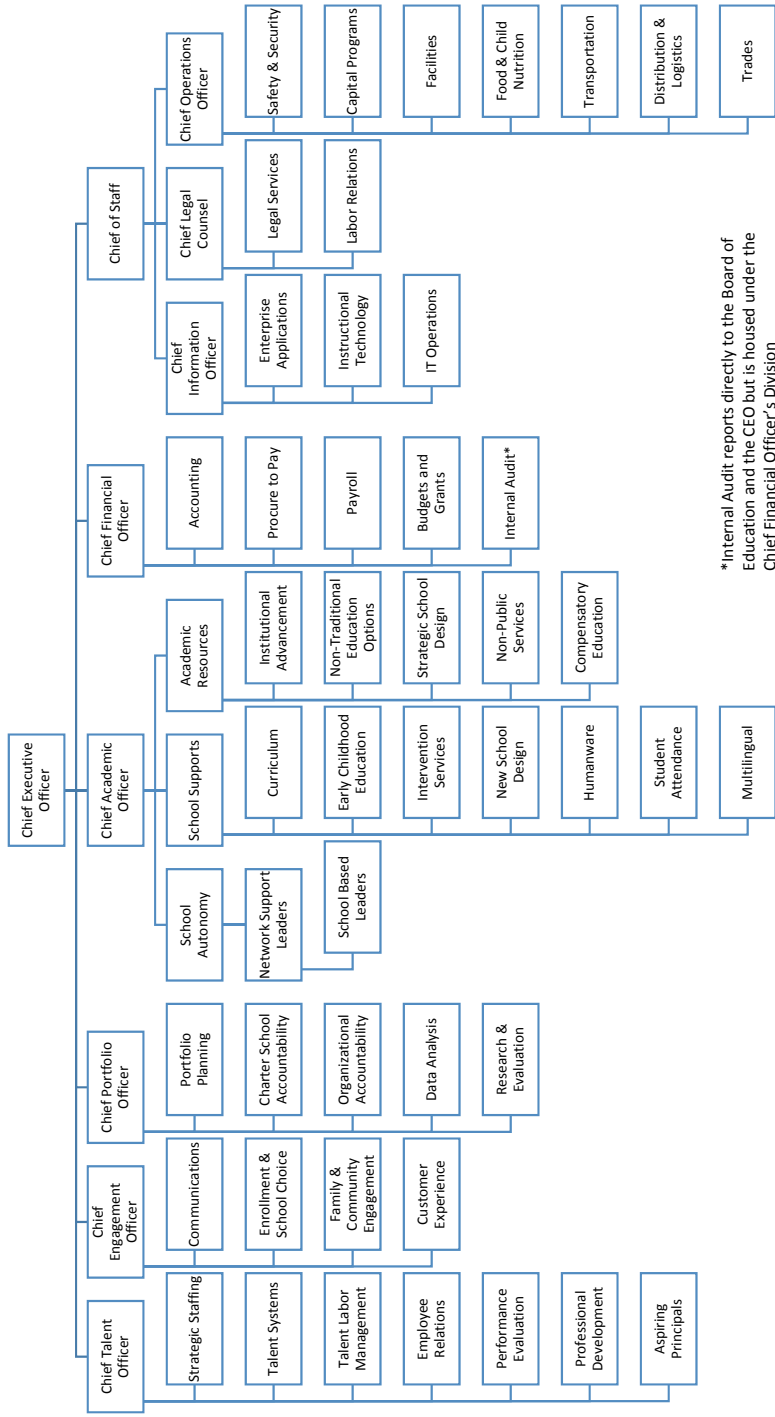 Chief Executive
Officer
Chief Talent
Officer
Strategic Staffing
Talent Systems
Talent Labor
Management
Employee
Relations
Performance
Evaluation
Professional
Development
Aspiring
Principals
Chief
Engagement
Officer
Communications
Enrollment &
School Choice
Family &
Community
Engagement
Customer
Experience
Chief Portfolio
Officer
Portfolio
Planning
Charter School
Accountability
Organizational
Accountability
Data Analysis
Research &
Evaluation
Chief Academic
Officer
School
Autonomy
Network Support
Leaders
School Based
Leaders
School Supports
Curriculum
Early Childhood
Education
Intervention
Services
New School
Design
Humanware
Student
Attendance
Multilingual
Academic
Resources
Institutional
Advancement
Non-Traditional
Education
Options
Strategic School
Design
Non-Public
Services
Compensatory
Education
Chief Financial
Officer
Accounting
Procure to Pay
Payroll
Budgets and
Grants
Internal Audit*
Chief of Staff
Chief
Information
Officer
Enterprise
Applications
Instructional
Technology
IT Operations
Chief Legal
Counsel
Legal Services
Labor Relations
Chief Operations
Officer
Safety & Security
Capital Programs
Facilities
Food & Child
Nutrition
Transportation
Distribution &
Logistics
Trades
*Internal Audit reports directly to the Board of
Education and the CEO but is housed under the
Chief Financial Officer's Division